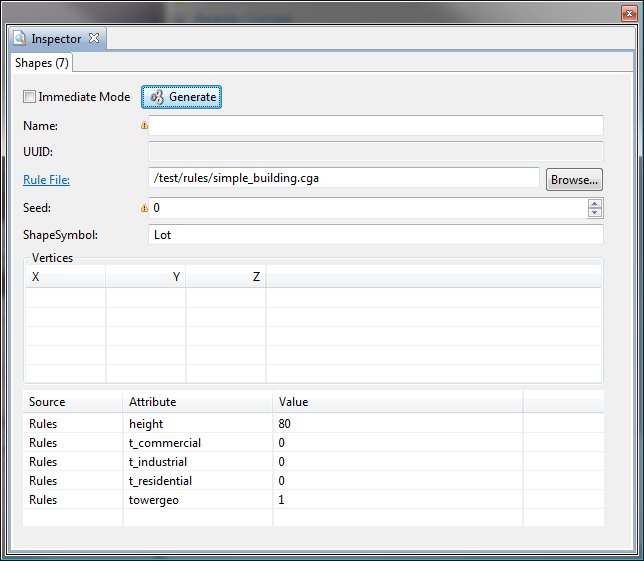 Inspector
Shapes (7)
Immediate Mode Generate
Name:
UUID:
Rule File: /test/rules/simple_building.cga Browse...
Seed: 0
ShapeSymbol: Lot
Vertices
X Y Z
Source Attribute Value
Rules height 80
Rules t_commercial 0
Rules t_industrial 0
Rules t_residential 0
Rules towergeo 1